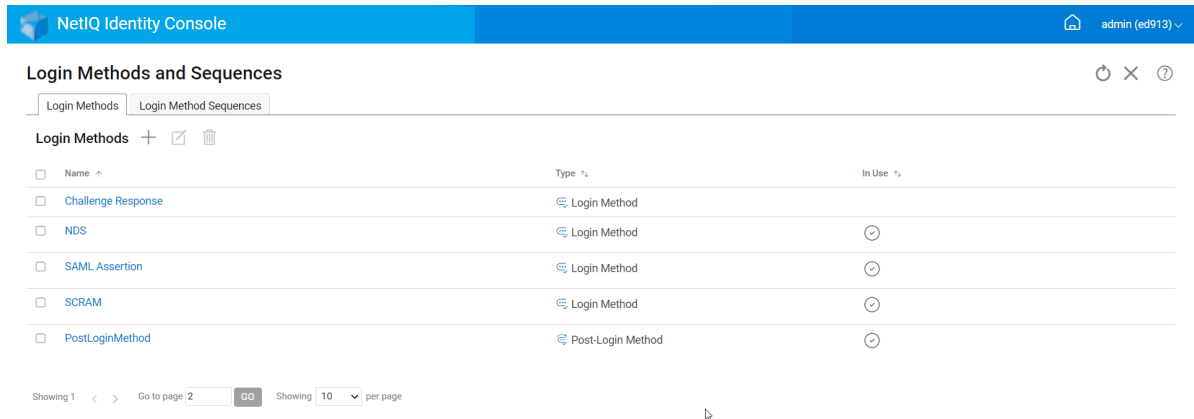 NetIQ Identity Console
admin (ed913)
Login Methods and Sequences
Login Methods
Login Method Sequences
Login Methods
Name Type In Use
Challenge Response Login Method
NDS Login Method
SAML Assertion Login Method
SCRAM Login Method
PostLoginMethod Post-Login Method
Showing 1 Go to page 2 GO Showing 10 per page